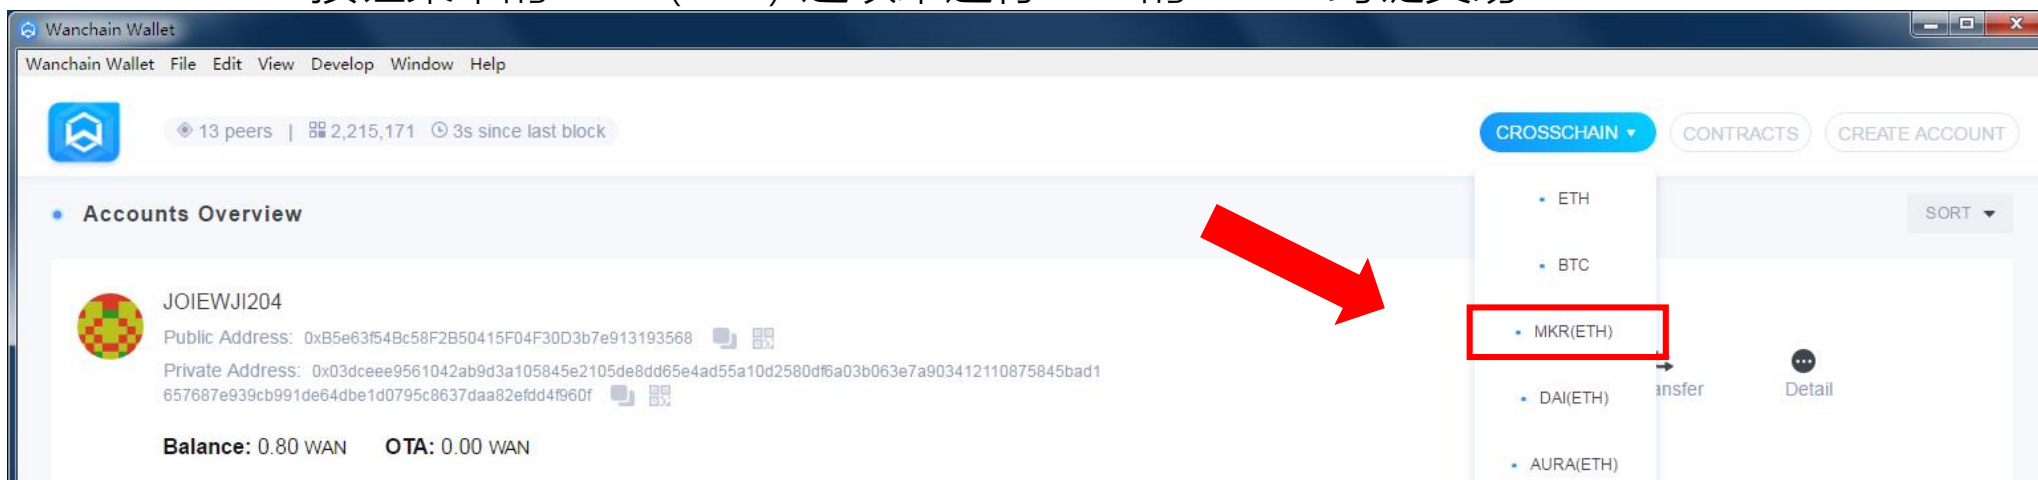 Wanchain Wallet
Wanchain Wallet File Edit View Develop Window Help
13 peers | 2,215,171 3s since last block
CROSSCHAIN CONTRACTS CREATE ACCOUNT
Accounts Overview
SORT
ETH
BTC
MKR(ETH)
DAI(ETH)
AURA(ETH)
JOIEWJI204
Public Address: 0xB5e63f54Bc58F2B50415F04F30D3b7e913193568
Private Address: 0x03dceee9561042ab9d3a105845e2105de8dd65e4ad55a10d2580df6a03b063e7a903412110875845bad1
657687e939cb991de64dbe1d0795c8637daa82efdd4f960f
ansfer Detail
Balance: 0.80 WAN OTA: 0.00 WAN